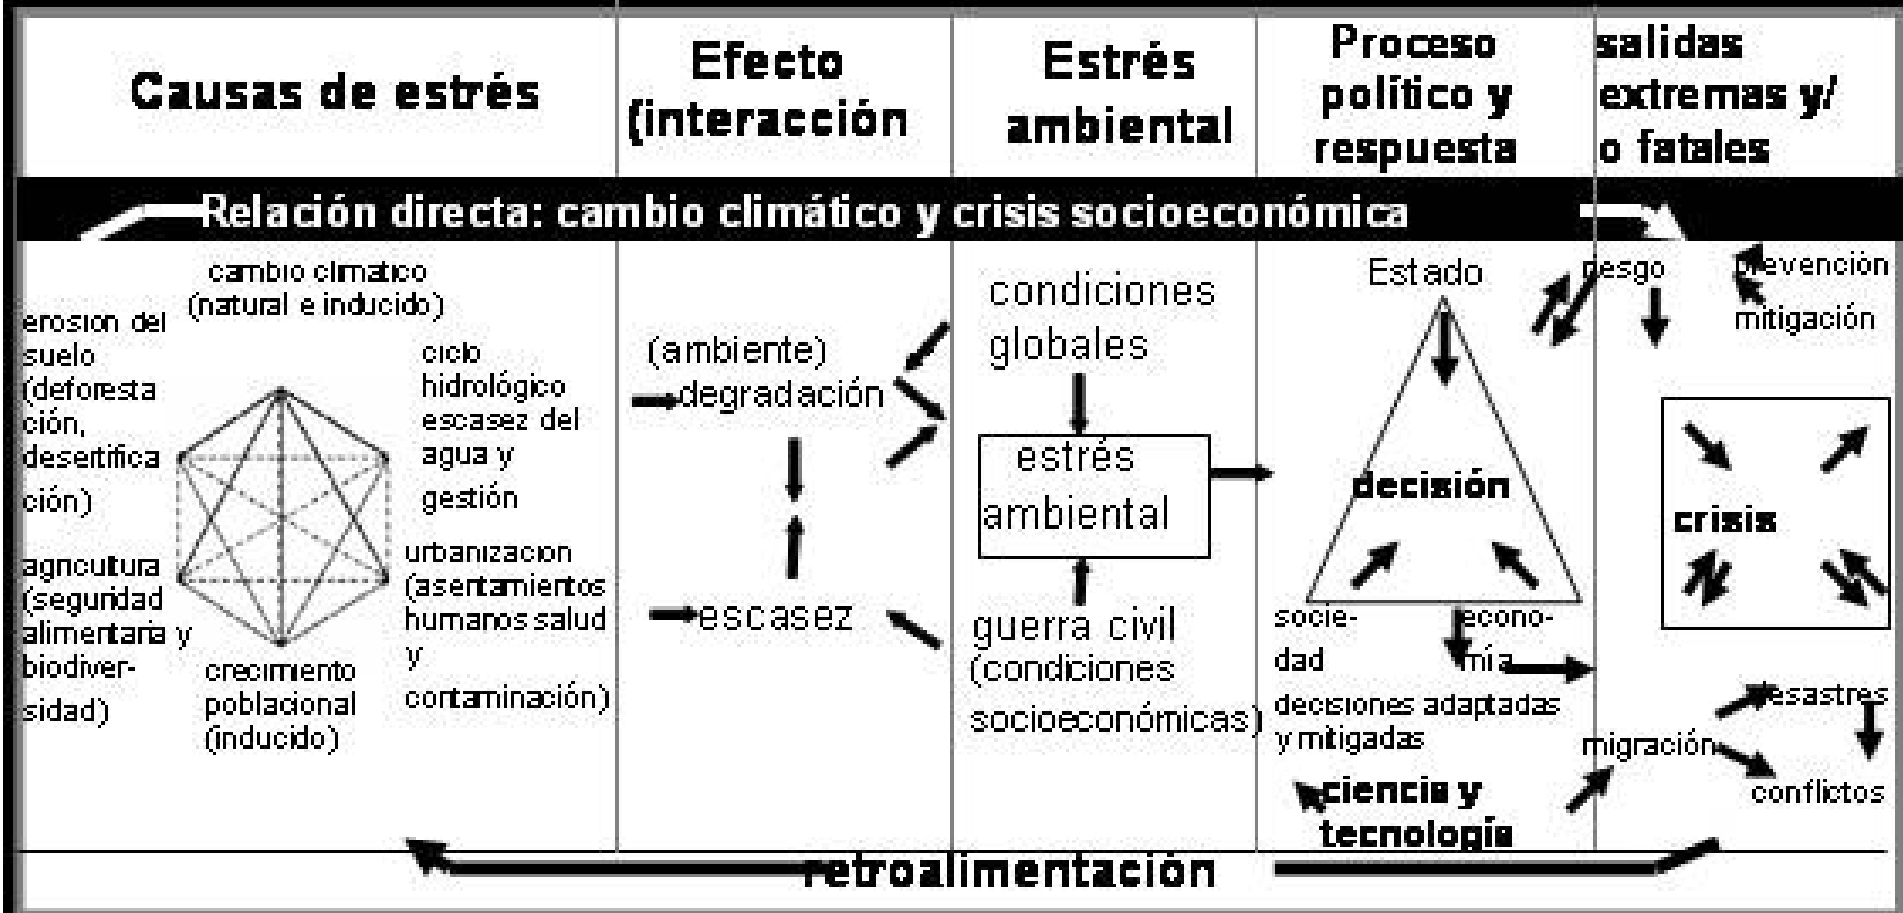 Causas de estrés
Efecto
(interacción
Estrés
ambiental
Proceso
político y
respuesta
salidas
extremas y/
o fatales
Relación directa: cambio climático y crisis socioeconómica
cambio climatico
(natural e inducido)
erosion del
suelo
(deforesta
ción,
desertifica
ción)
ciclo
hidrológico
escasez del
agua y
gestión
agricultura
(seguridad
alimentaria y
biodiver-
sidad)
urbanizacion
(asentamientos
humanos salud
y
contaminación)
crecimiento
poblacional
(inducido)
(ambiente)
degradación
escasez
condiciones
globales
estrés
ambiental
guerra civil
(condiciones
socioeconómicas)
Estado
decisión
socie-
dad
econo-
mía
decisiones adaptadas
y mitigadas
ciencia y
tecnología
riesgo
prevención
mitigación
crisis
migración
desastres
conflictos
retroalimentación